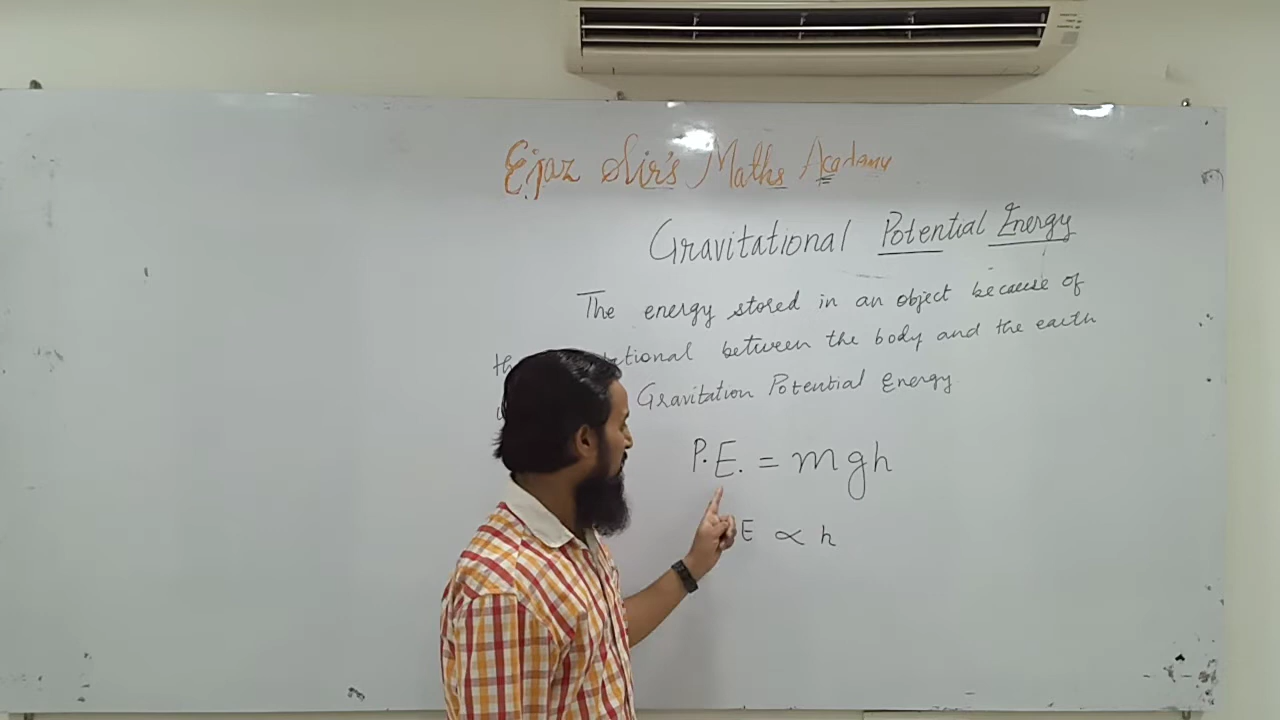 Ejaz Sir's Maths Academy
Gravitational Potential Energy
The energy stored in an object because of
tational between the body and the earth
Gravitation Potential Energy
P.E. = mgh
E ∝ h